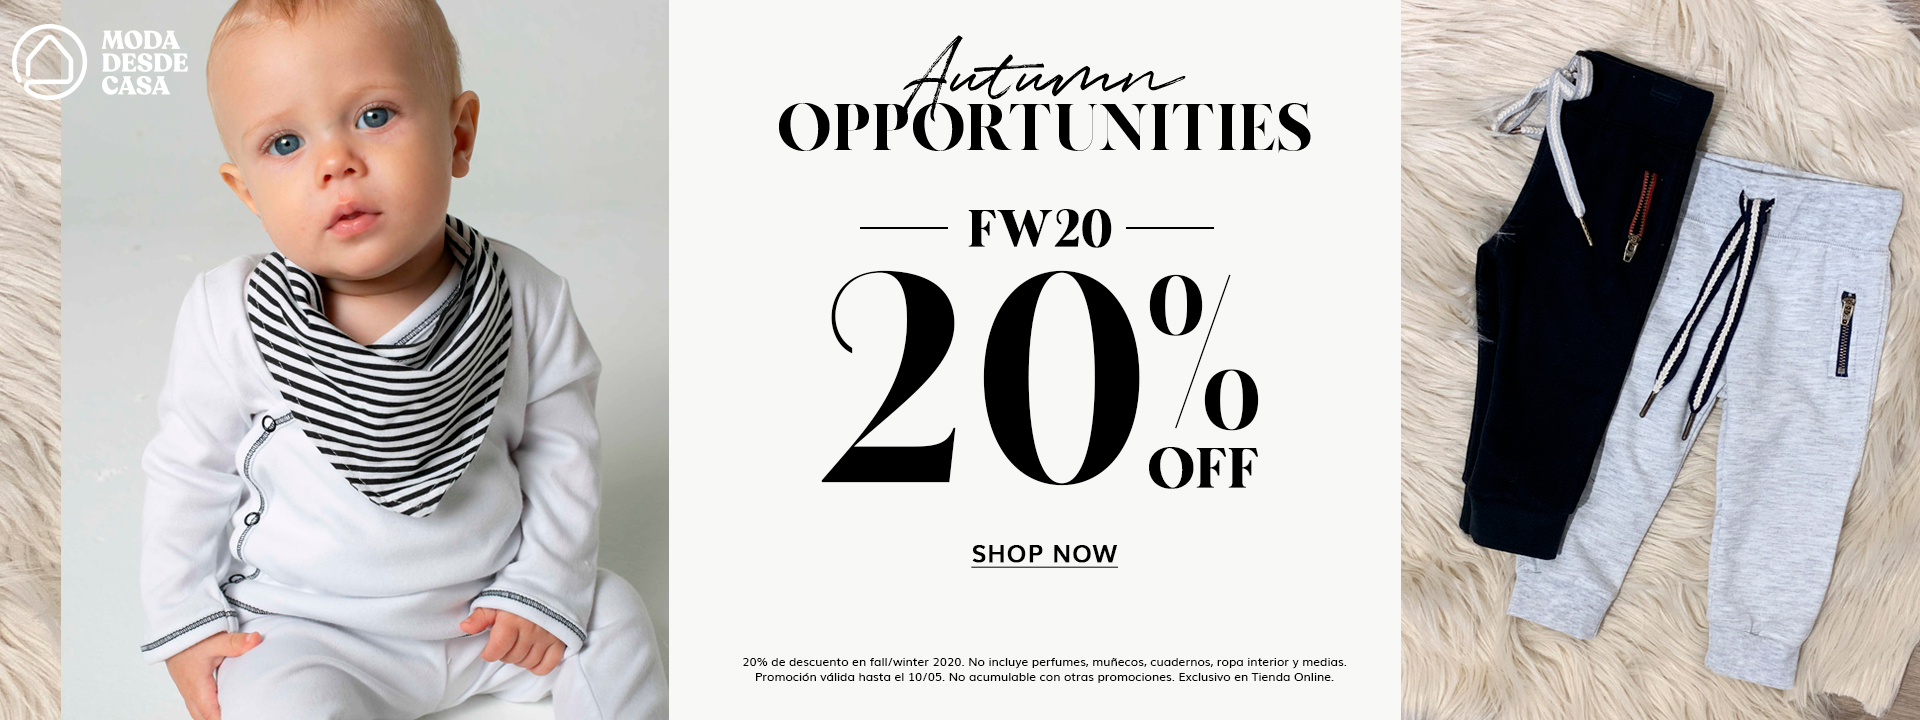 MODA
DESDE
CASA
Autumn
OPPORTUNITIES
FW20
20%
OFF
SHOP NOW
20% de descuento en fall/winter 2020. No incluye perfumes, muñecos, cuadernos, ropa interior y medias.
Promoción válida hasta el 10/05. No acumulable con otras promociones. Exclusivo en Tienda Online.